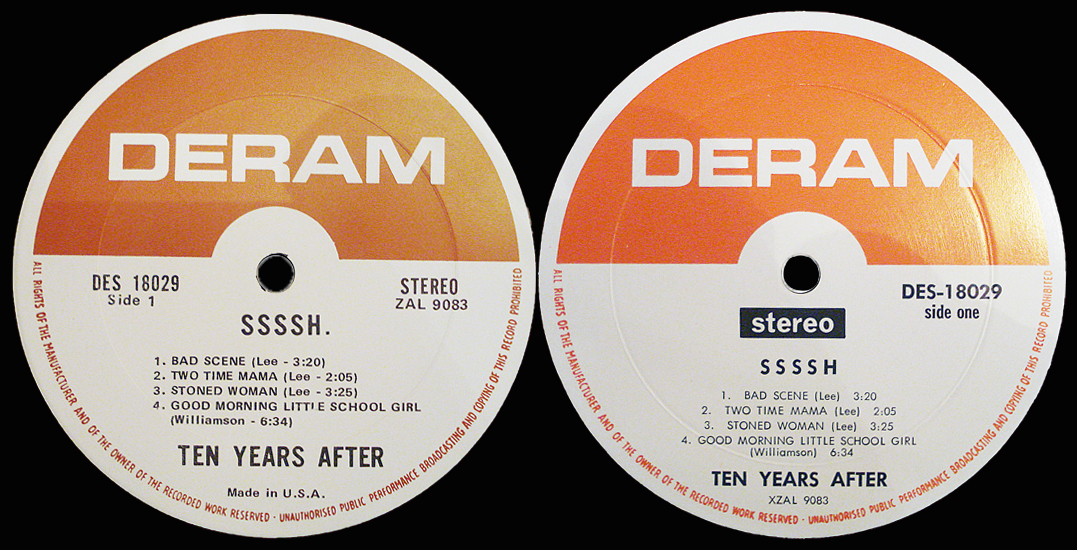 DERAM
DES 18029
Side 1
STEREO
ZAL 9083
SSSSH.
1. BAD SCENE (Lee - 3:20)
2. TWO TIME MAMA (Lee - 2:05)
3. STONED WOMAN (Lee - 3:25)
4. GOOD MORNING LITTLE SCHOOL GIRL
(Williamson - 6:34)
TEN YEARS AFTER
Made in U.S.A.
ALL RIGHTS OF THE MANUFACTURER AND OF THE OWNER OF THE RECORDED WORK RESERVED · UNAUTHORISED PUBLIC PERFORMANCE BROADCASTING AND COPYING OF THIS RECORD PROHIBITED
DERAM
DES-18029
side one
stereo
SSSSH
1. BAD SCENE (Lee) 3:20
2. TWO TIME MAMA (Lee) 2:05
3. STONED WOMAN (Lee) 3:25
4. GOOD MORNING LITTLE SCHOOL GIRL
(Williamson) 6:34
TEN YEARS AFTER
XZAL 9083
ALL RIGHTS OF THE MANUFACTURER AND OF THE OWNER OF THE RECORDED WORK RESERVED · UNAUTHORISED PUBLIC PERFORMANCE BROADCASTING AND COPYING OF THIS RECORD PROHIBITED